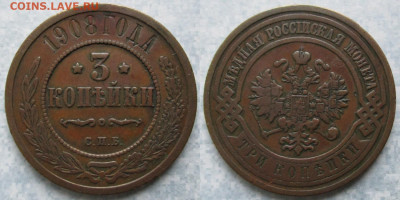 COINS.LAVE.RU
1908 ГОДА
3
КОПѢЙКИ
С.П.Б.
МѢДНАЯ РОССІЙСКАЯ МОНЕТА
ТРИ КОПѢЙКИ